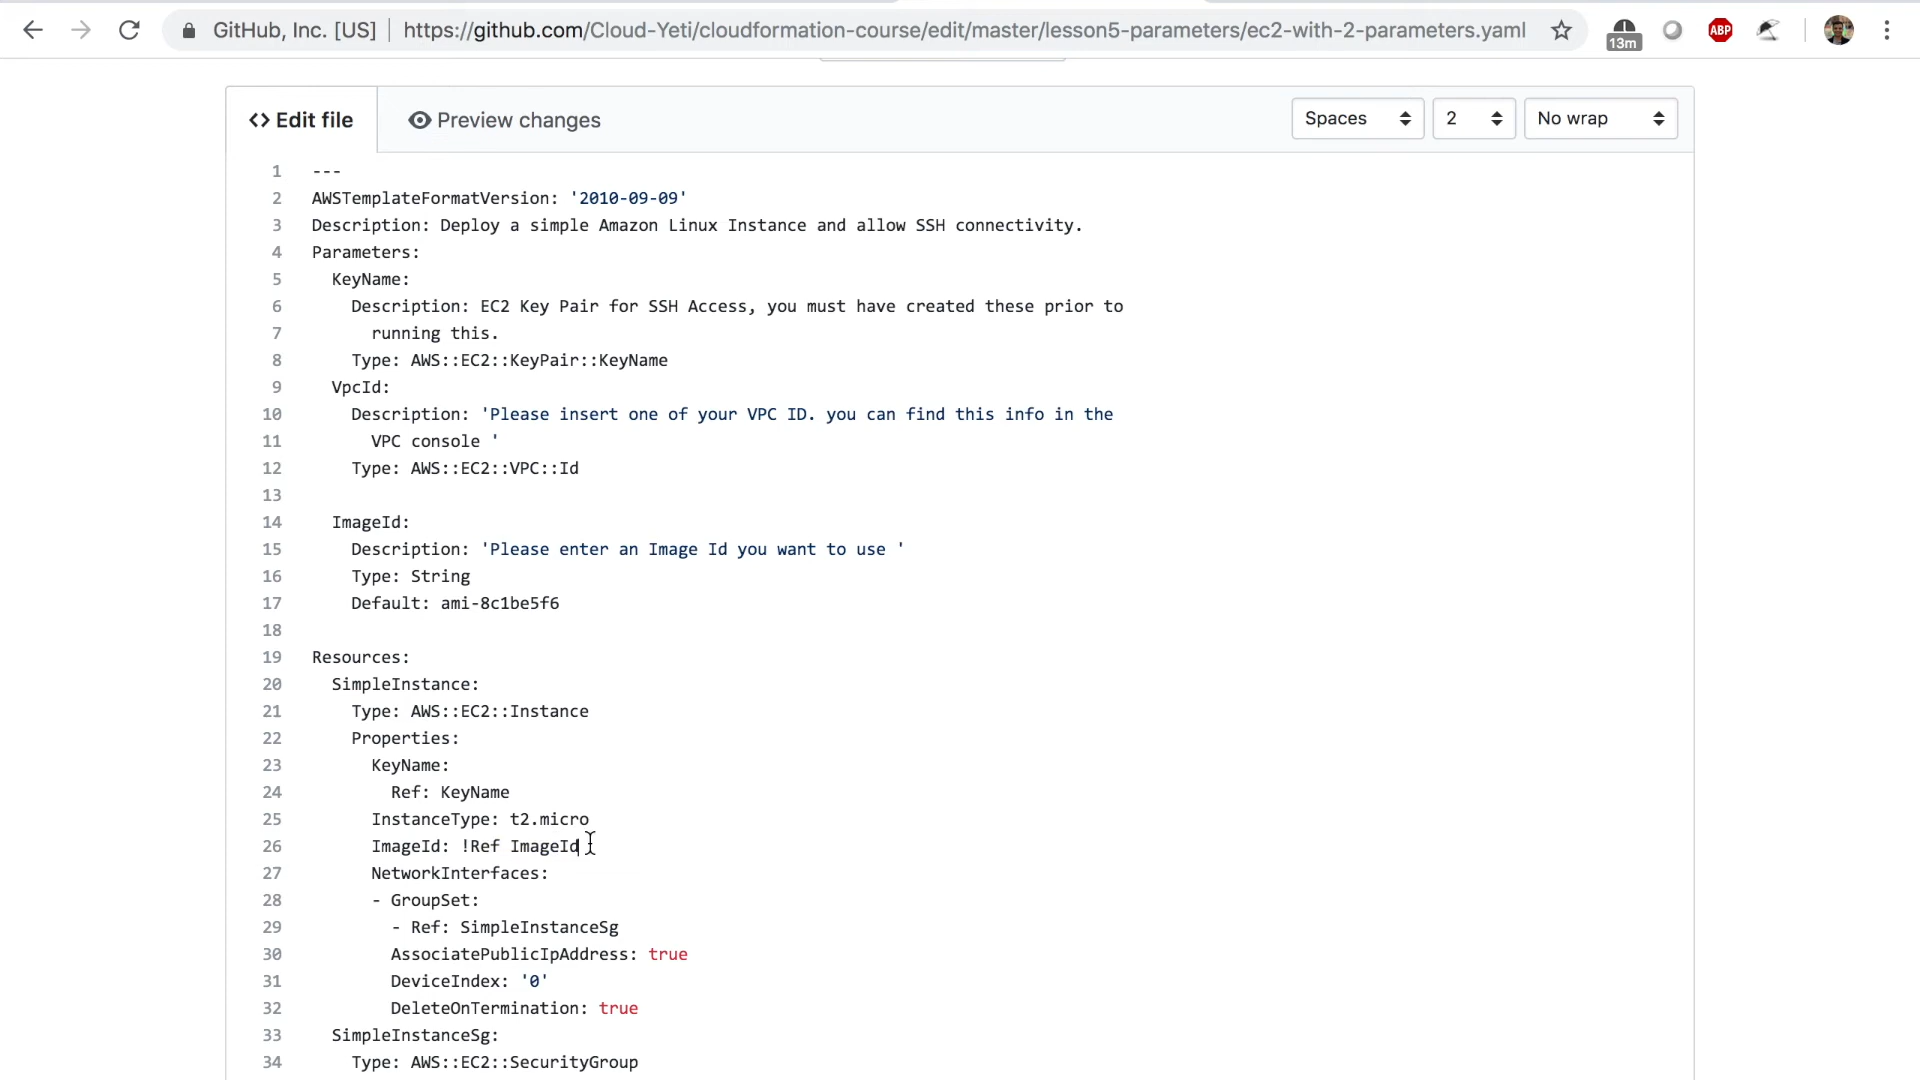 GitHub, Inc. [US] | https://github.com/Cloud-Yeti/cloudformation-course/edit/master/lesson5-parameters/ec2-with-2-parameters.yaml
13m
ABP
<> Edit file
Preview changes
Spaces
2
No wrap
1 ---
2 AWSTemplateFormatVersion: '2010-09-09'
3 Description: Deploy a simple Amazon Linux Instance and allow SSH connectivity.
4 Parameters:
5   KeyName:
6     Description: EC2 Key Pair for SSH Access, you must have created these prior to
7       running this.
8     Type: AWS::EC2::KeyPair::KeyName
9   VpcId:
10     Description: 'Please insert one of your VPC ID. you can find this info in the
11       VPC console '
12     Type: AWS::EC2::VPC::Id
13
14   ImageId:
15     Description: 'Please enter an Image Id you want to use '
16     Type: String
17     Default: ami-8c1be5f6
18
19 Resources:
20   SimpleInstance:
21     Type: AWS::EC2::Instance
22     Properties:
23       KeyName:
24         Ref: KeyName
25       InstanceType: t2.micro
26       ImageId: !Ref ImageId
27       NetworkInterfaces:
28       - GroupSet:
29         - Ref: SimpleInstanceSg
30         AssociatePublicIpAddress: true
31         DeviceIndex: '0'
32         DeleteOnTermination: true
33   SimpleInstanceSg:
34     Type: AWS::EC2::SecurityGroup